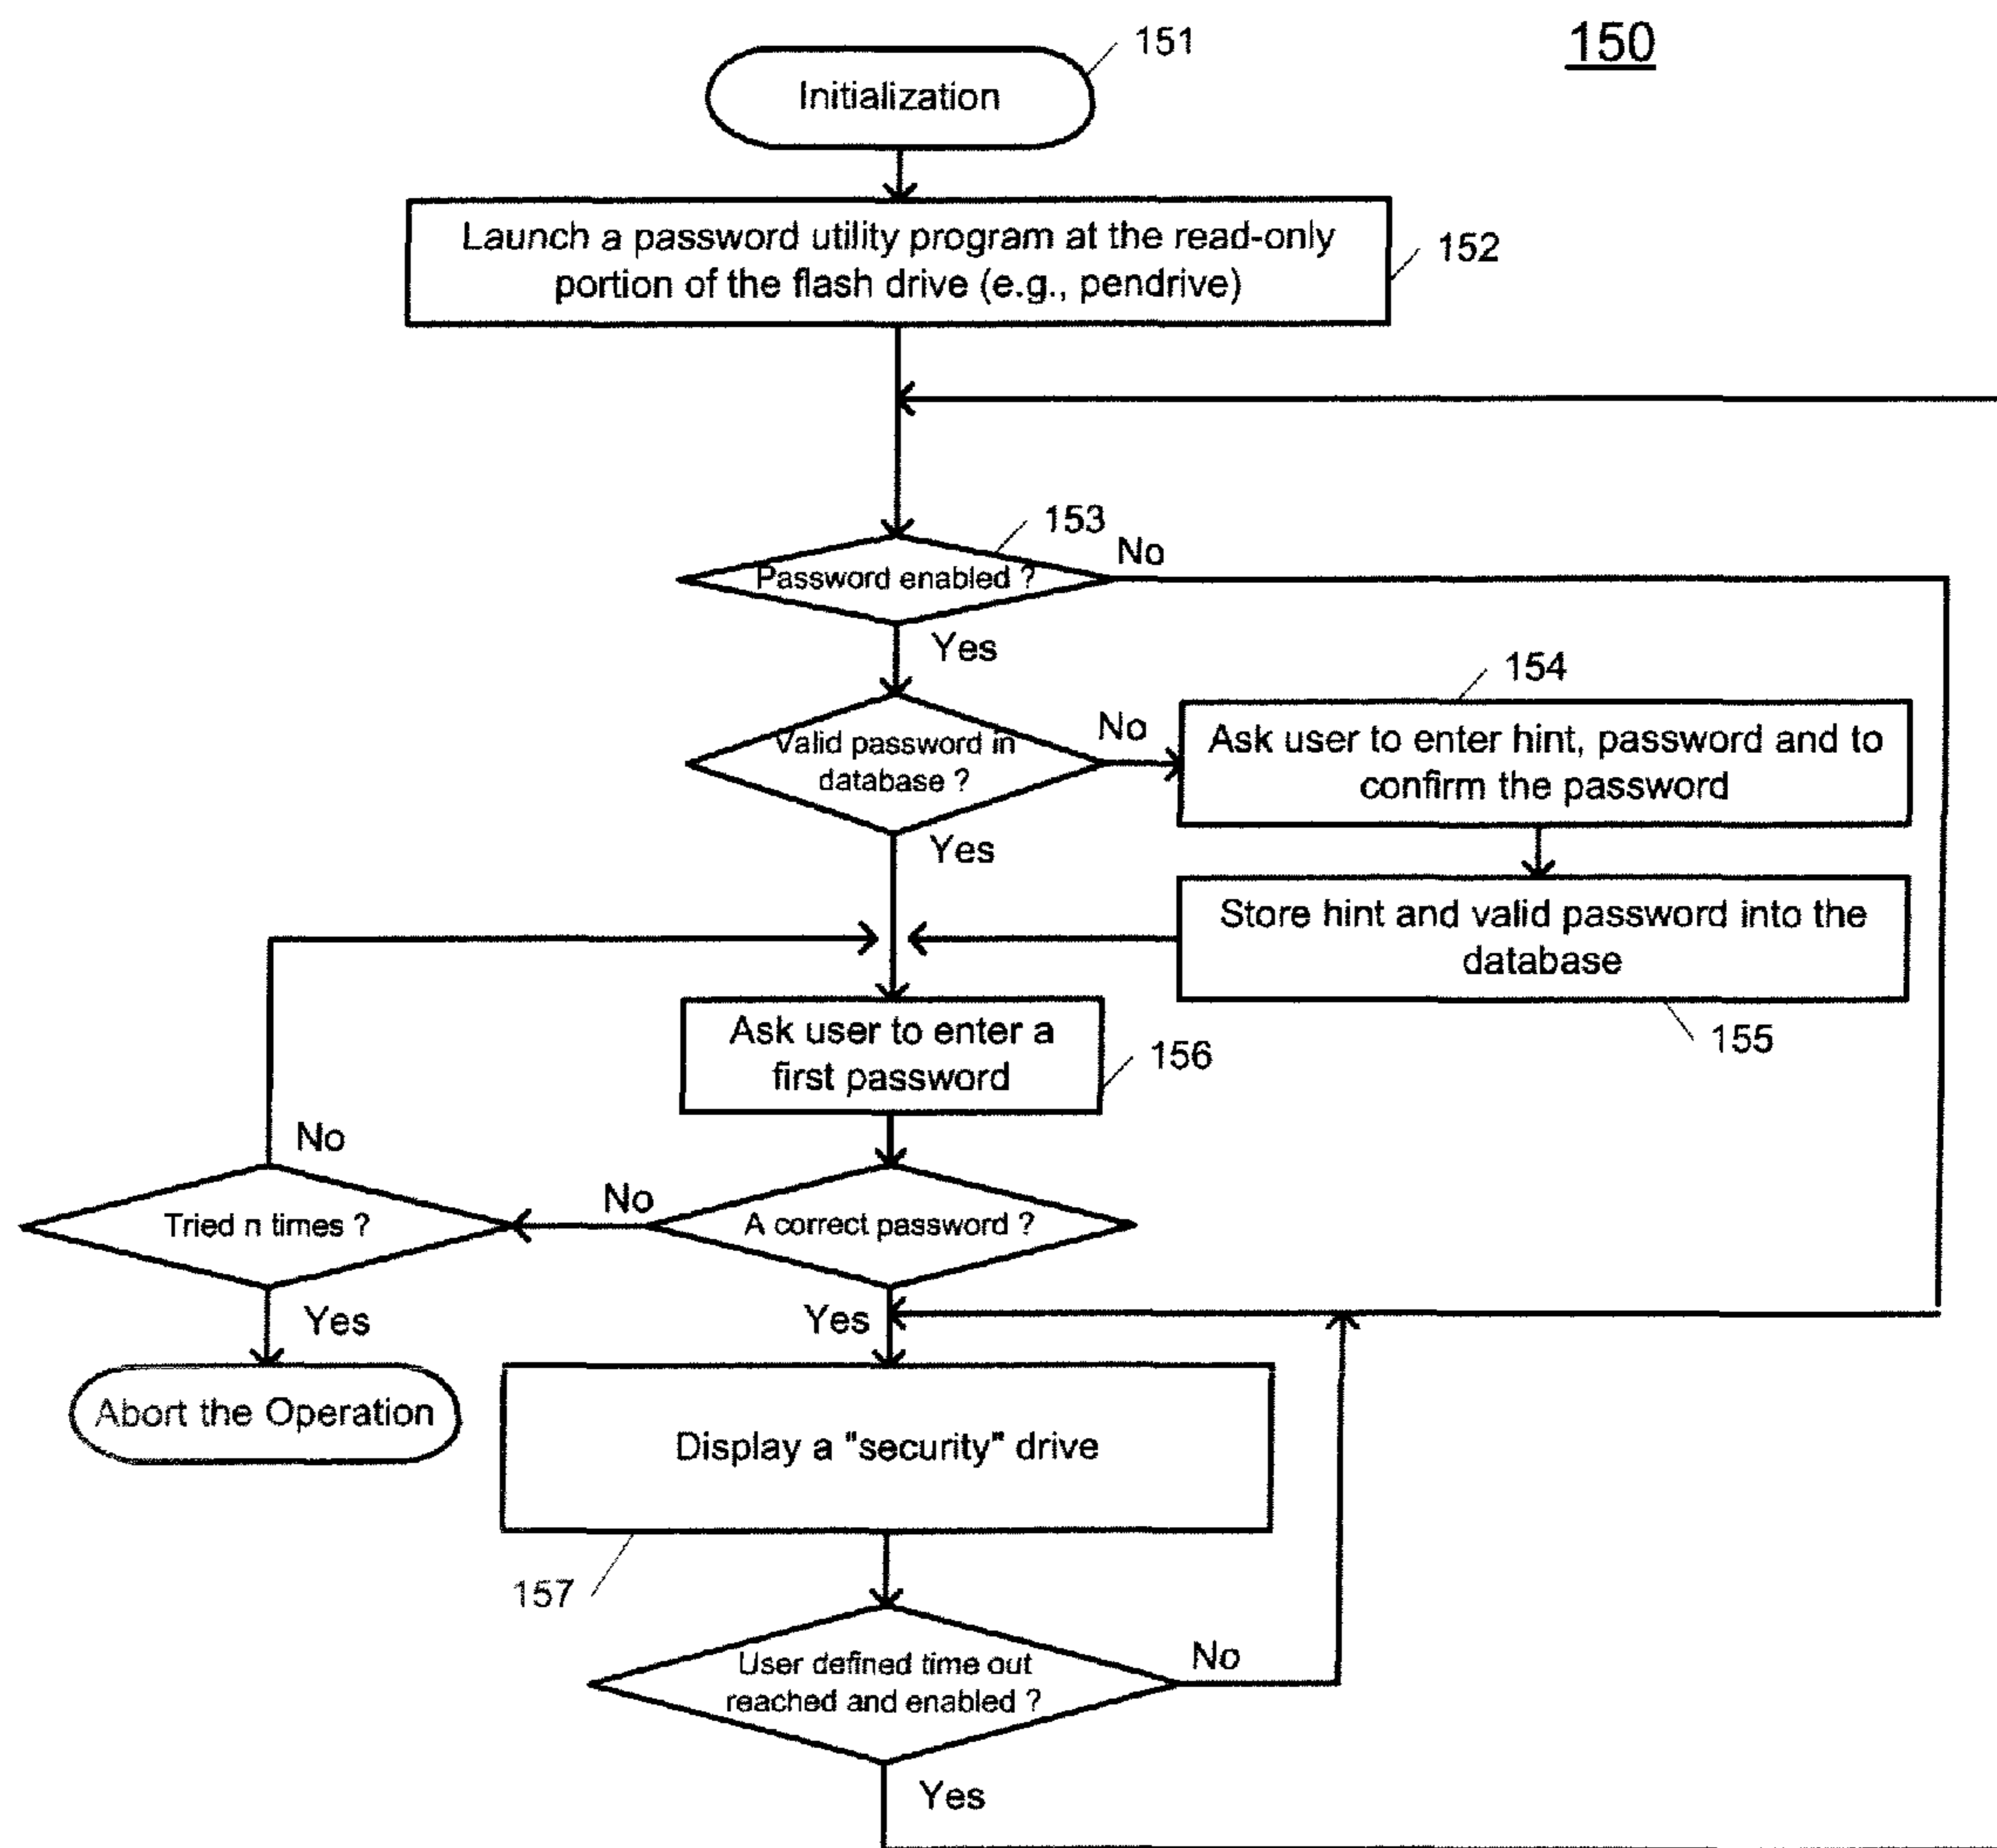 150
151
Initialization
Launch a password utility program at the read-only
portion of the flash drive (e.g., pendrive)
152
153
Password enabled ?
No
Yes
154
Valid password in
database ?
No
Ask user to enter hint, password and to
confirm the password
Yes
Store hint and valid password into the
database
155
Ask user to enter a
first password
156
No
Tried n times ?
No
A correct password ?
Yes
Yes
Abort the Operation
Display a "security" drive
157
User defined time out
reached and enabled ?
No
Yes